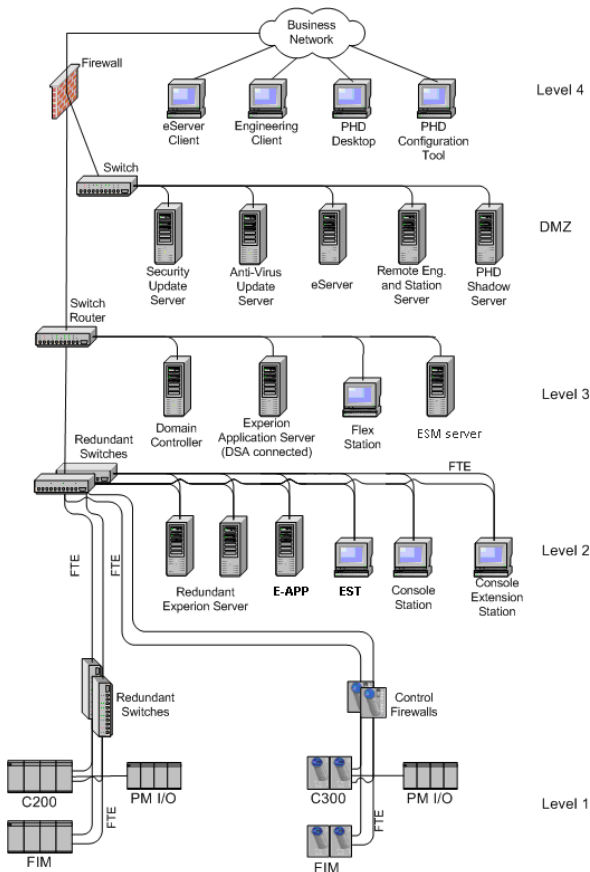 Business
Network
Firewall
Level 4
eServer
Client
Engineering
Client
PHD
Desktop
PHD
Configuration
Tool
Switch
DMZ
Security
Update
Server
Anti-Virus
Update
Server
eServer
Remote Eng.
and Station
Server
PHD
Shadow
Server
Switch
Router
Level 3
Domain
Controller
Experion
Application Server
(DSA connected)
Flex
Station
ESM server
Redundant
Switches
FTE
Level 2
FTE
FTE
Redundant
Experion Server
E-APP
EST
Console
Station
Console
Extension
Station
Redundant
Switches
Control
Firewalls
C200
PM I/O
C300
PM I/O
Level 1
FTE
FTE
FIM
FIM